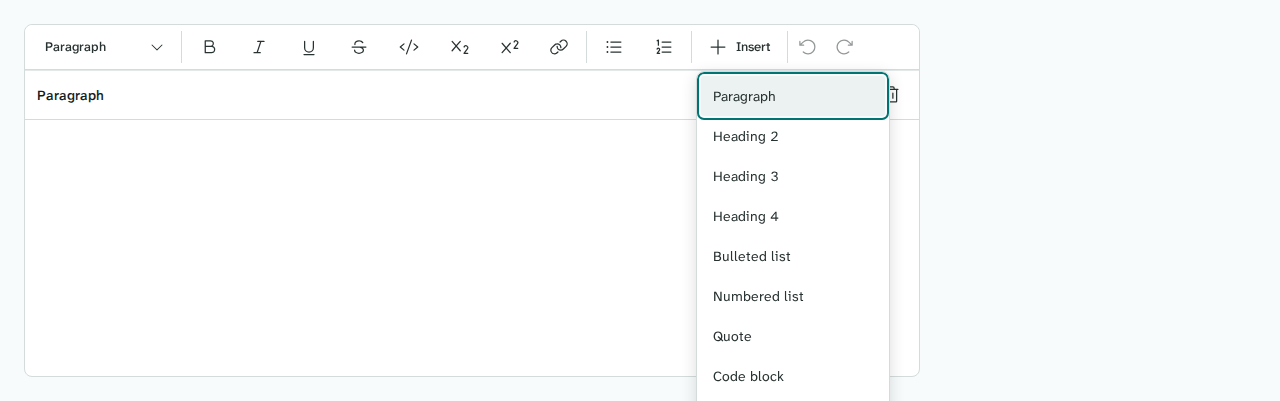 Paragraph
Insert
Paragraph
Paragraph
Heading 2
Heading 3
Heading 4
Bulleted list
Numbered list
Quote
Code block